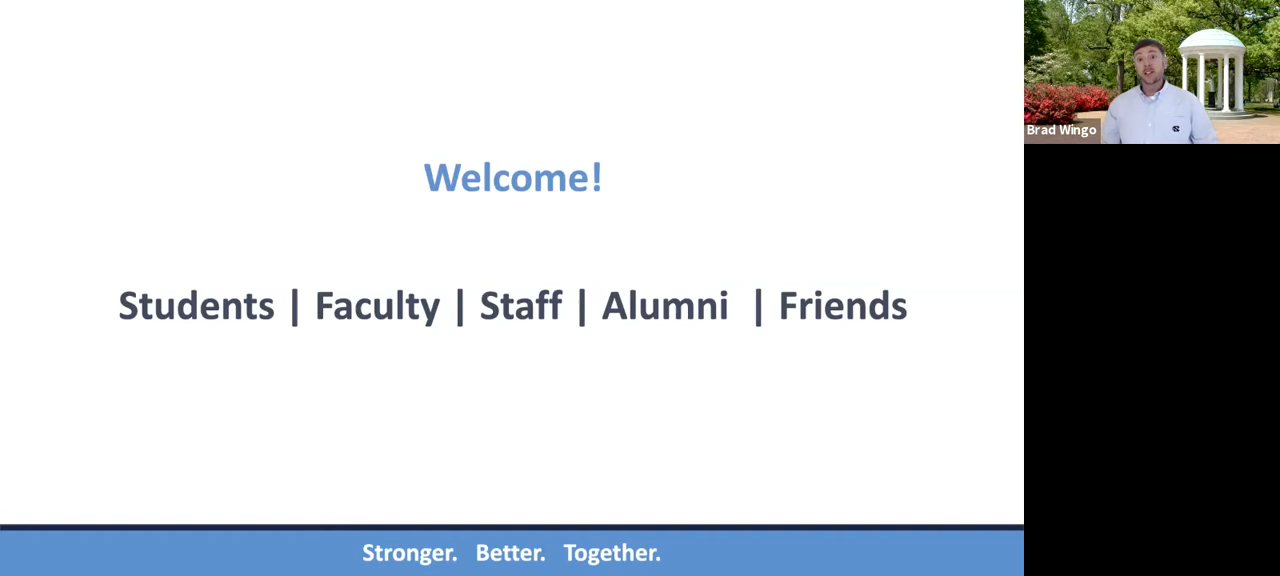 Welcome!
Students | Faculty | Staff | Alumni | Friends
Stronger. Better. Together.
Brad Wingo